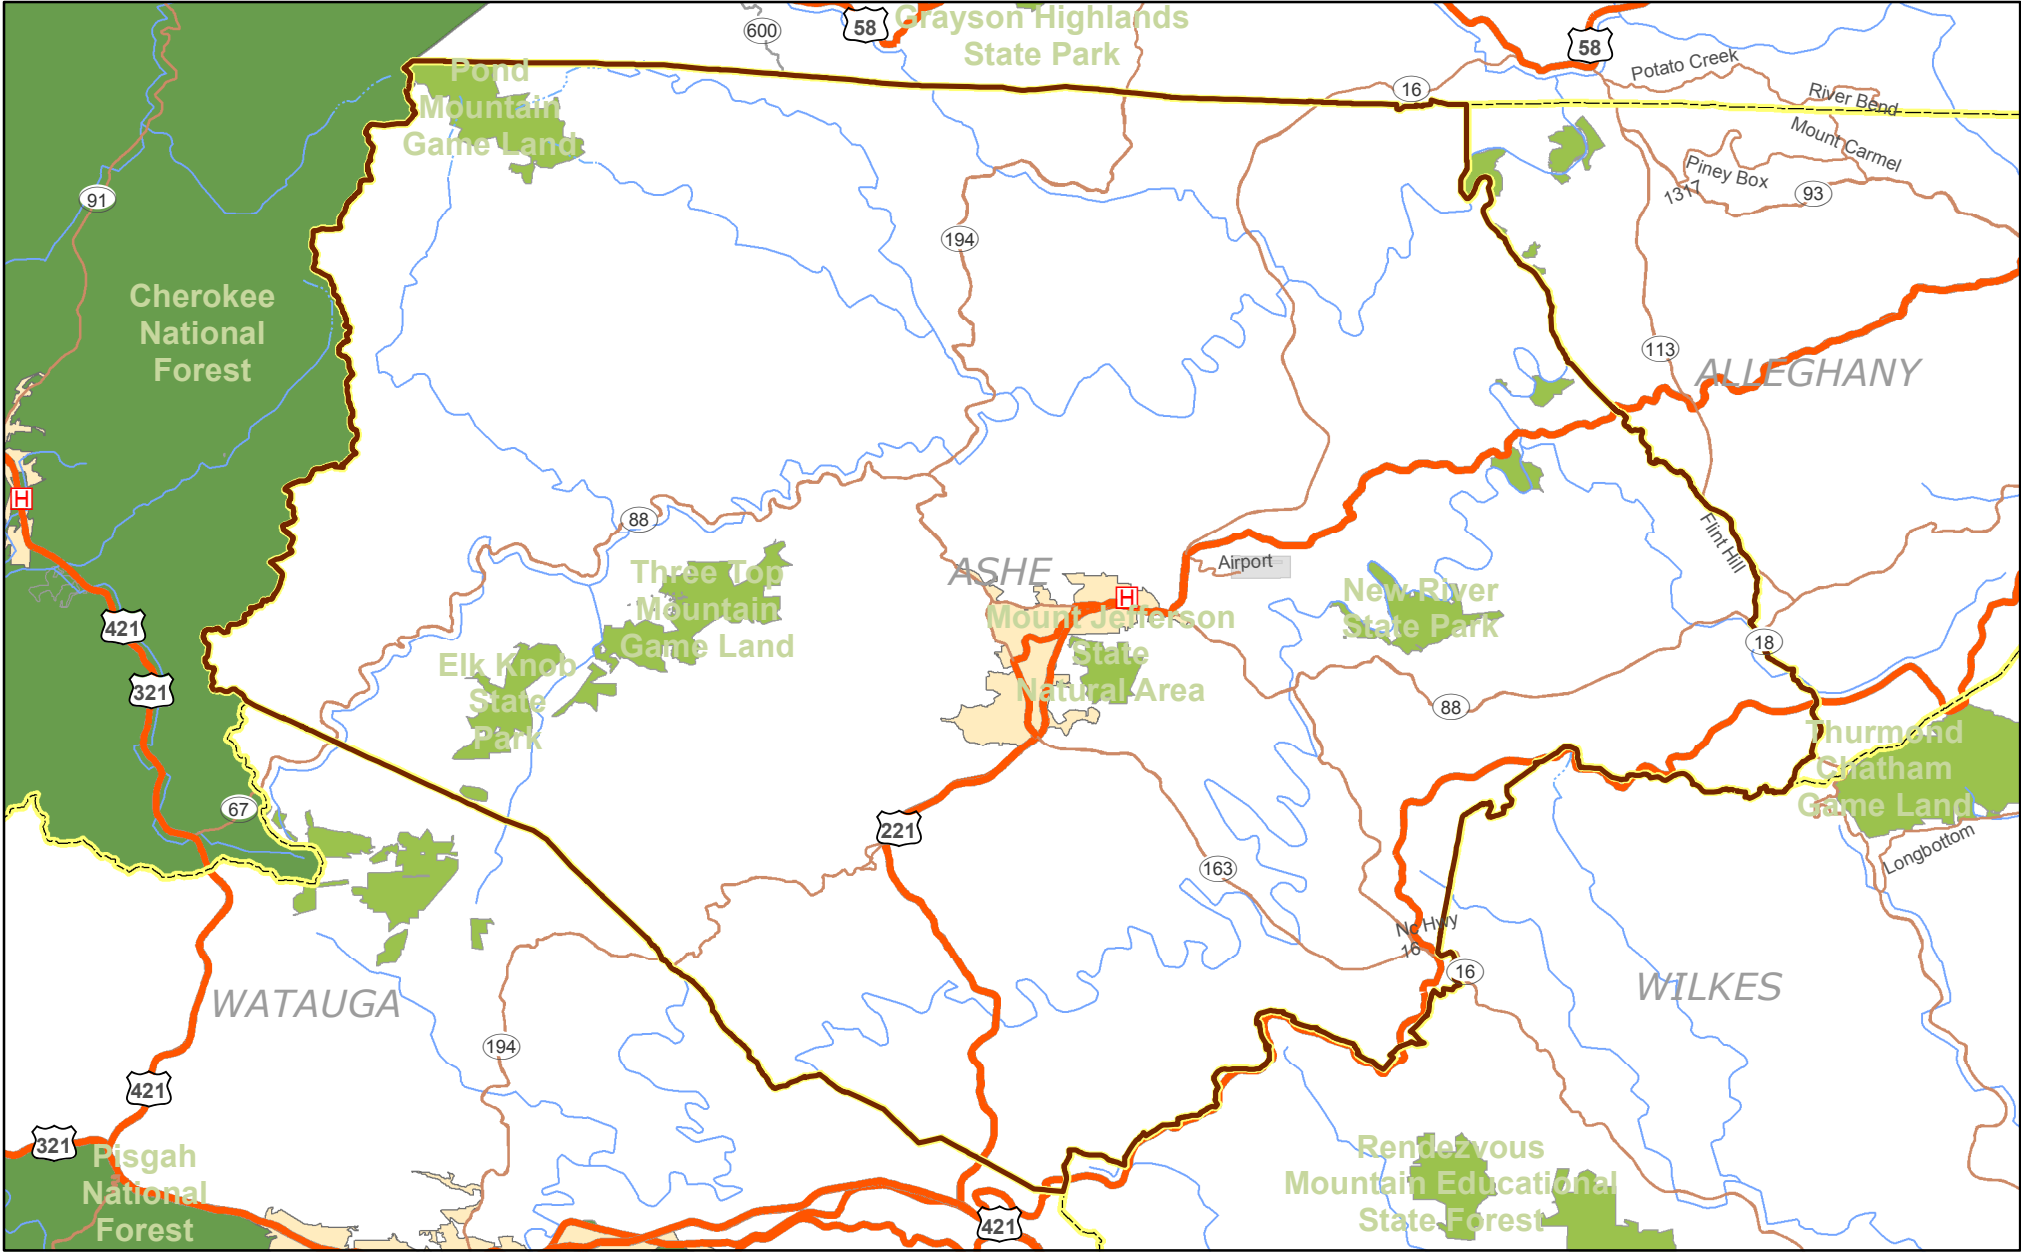 Grayson Highlands
State Park
600
58
58
Potato Creek
16
River Bend
Mount Carmel
Pond
Mountain
Game Land
Piney Box
1317
93
91
194
Cherokee
National
Forest
113
ALLEGHANY
H
88
Flint Hill
Airport
ASHE
Three Top
Mountain
Game Land
H
Mount Jefferson
State
Natural Area
New River
State Park
421
18
Elk Knob
State
Park
321
88
Thurmond
Chatham
Game Land
67
221
Longbottom
163
Nc Hwy
16
16
WATAUGA
WILKES
194
421
321
Pisgah
National
Forest
Rendezvous
Mountain Educational
State Forest
421